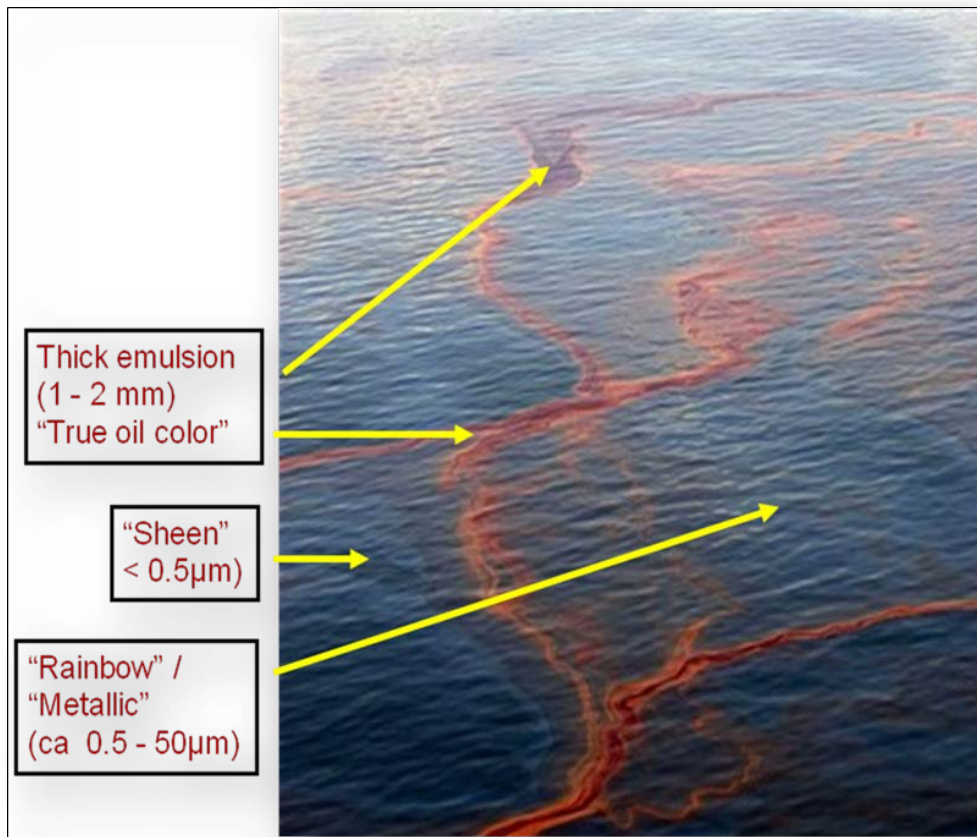 Thick emulsion
(1 - 2 mm)
“True oil color”
“Sheen”
< 0.5µm)
“Rainbow” /
“Metallic”
(ca  0.5 - 50µm)